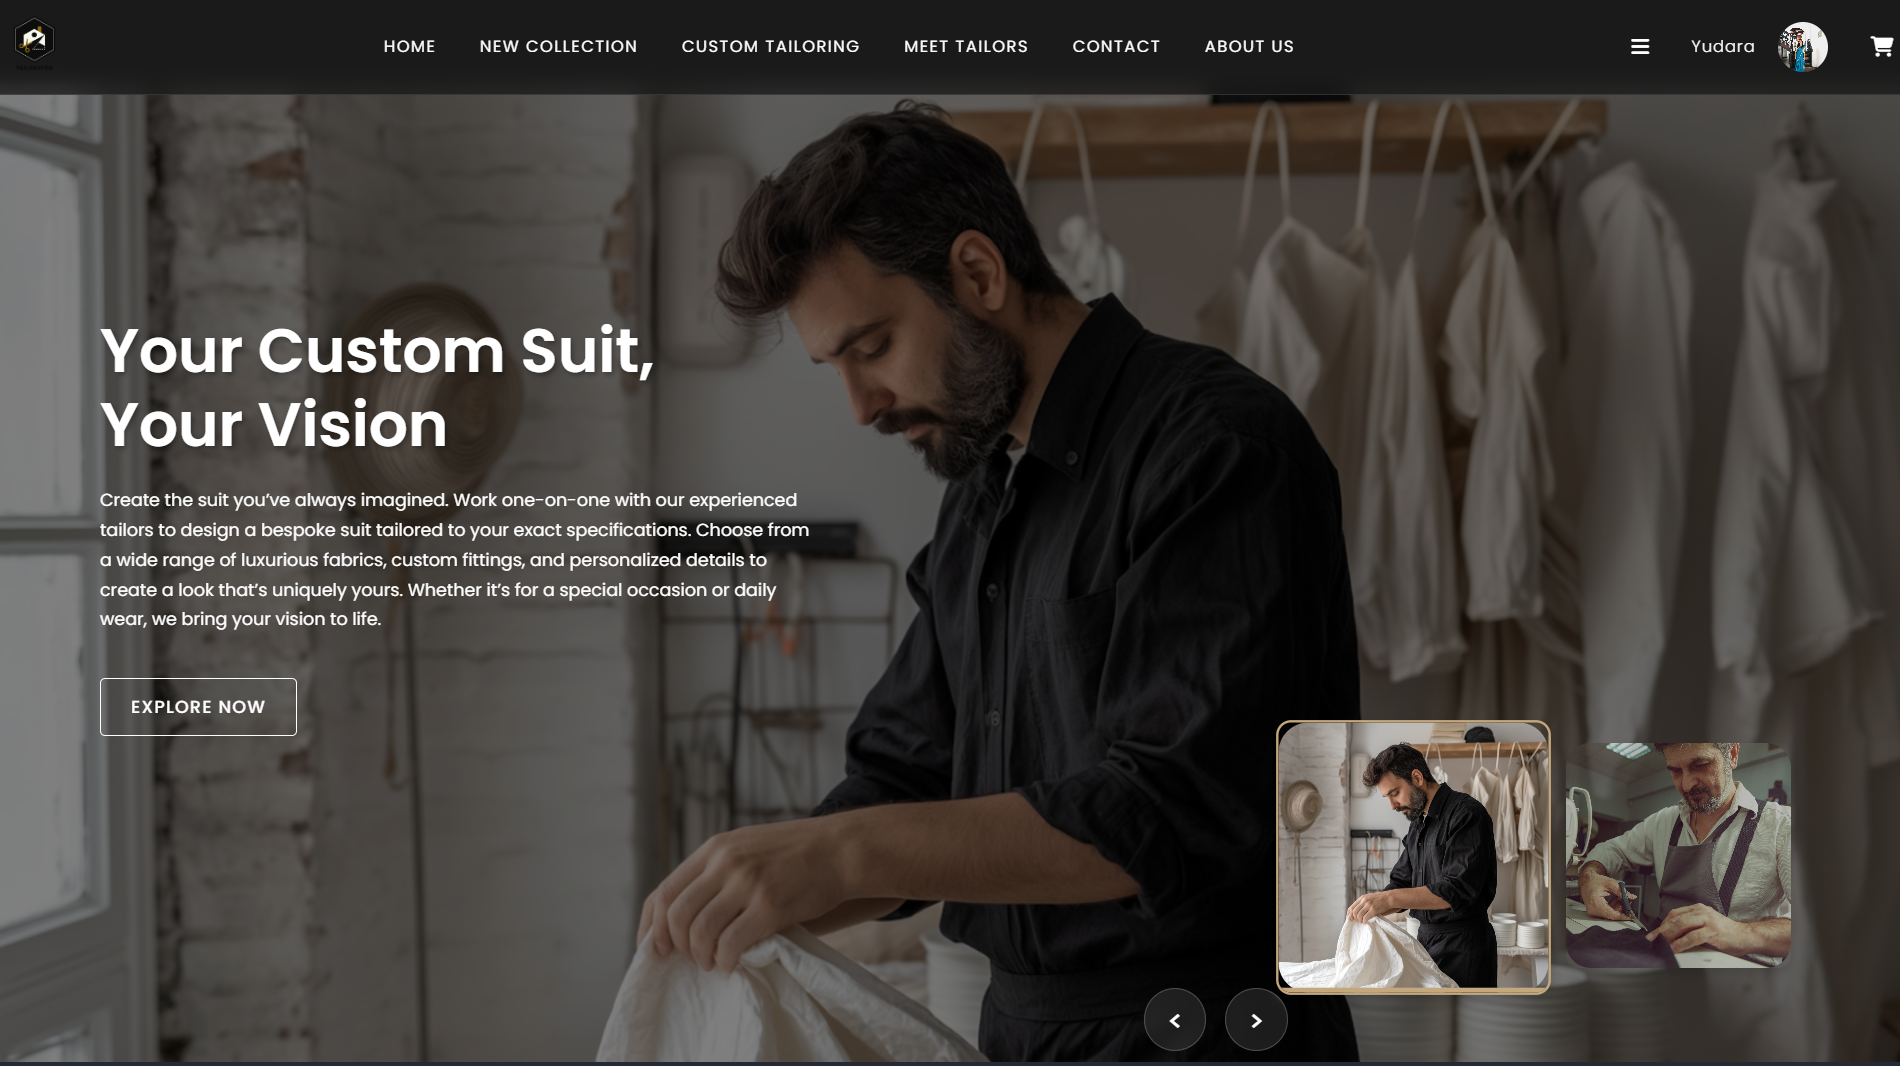 HOME NEW COLLECTION CUSTOM TAILORING MEET TAILORS CONTACT ABOUT US Yudara
Your Custom Suit,
Your Vision
Create the suit you've always imagined. Work one-on-one with our experienced
tailors to design a bespoke suit tailored to your exact specifications. Choose from
a wide range of luxurious fabrics, custom fittings, and personalized details to
create a look that's uniquely yours. Whether it's for a special occasion or daily
wear, we bring your vision to life.
EXPLORE NOW